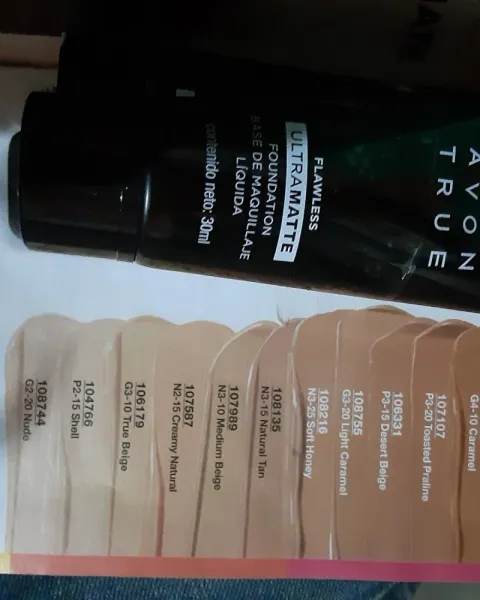 AVON
TRUE
FLAWLESS
ULTRAMATTE
FOUNDATION
BASE DE MAQUILLAJE
LÍQUIDA
contenido neto: 30ml
G4-10 Caramel
107107
P3-20 Toasted Praline
106331
P3-15 Desert Beige
108755
G3-20 Light Caramel
108216
N3-25 Soft Honey
108135
N3-15 Natural Tan
107989
N3-10 Medium Beige
107587
N2-15 Creamy Natural
106179
G3-10 True Beige
104766
P2-15 Shell
108744
G2-20 Nude